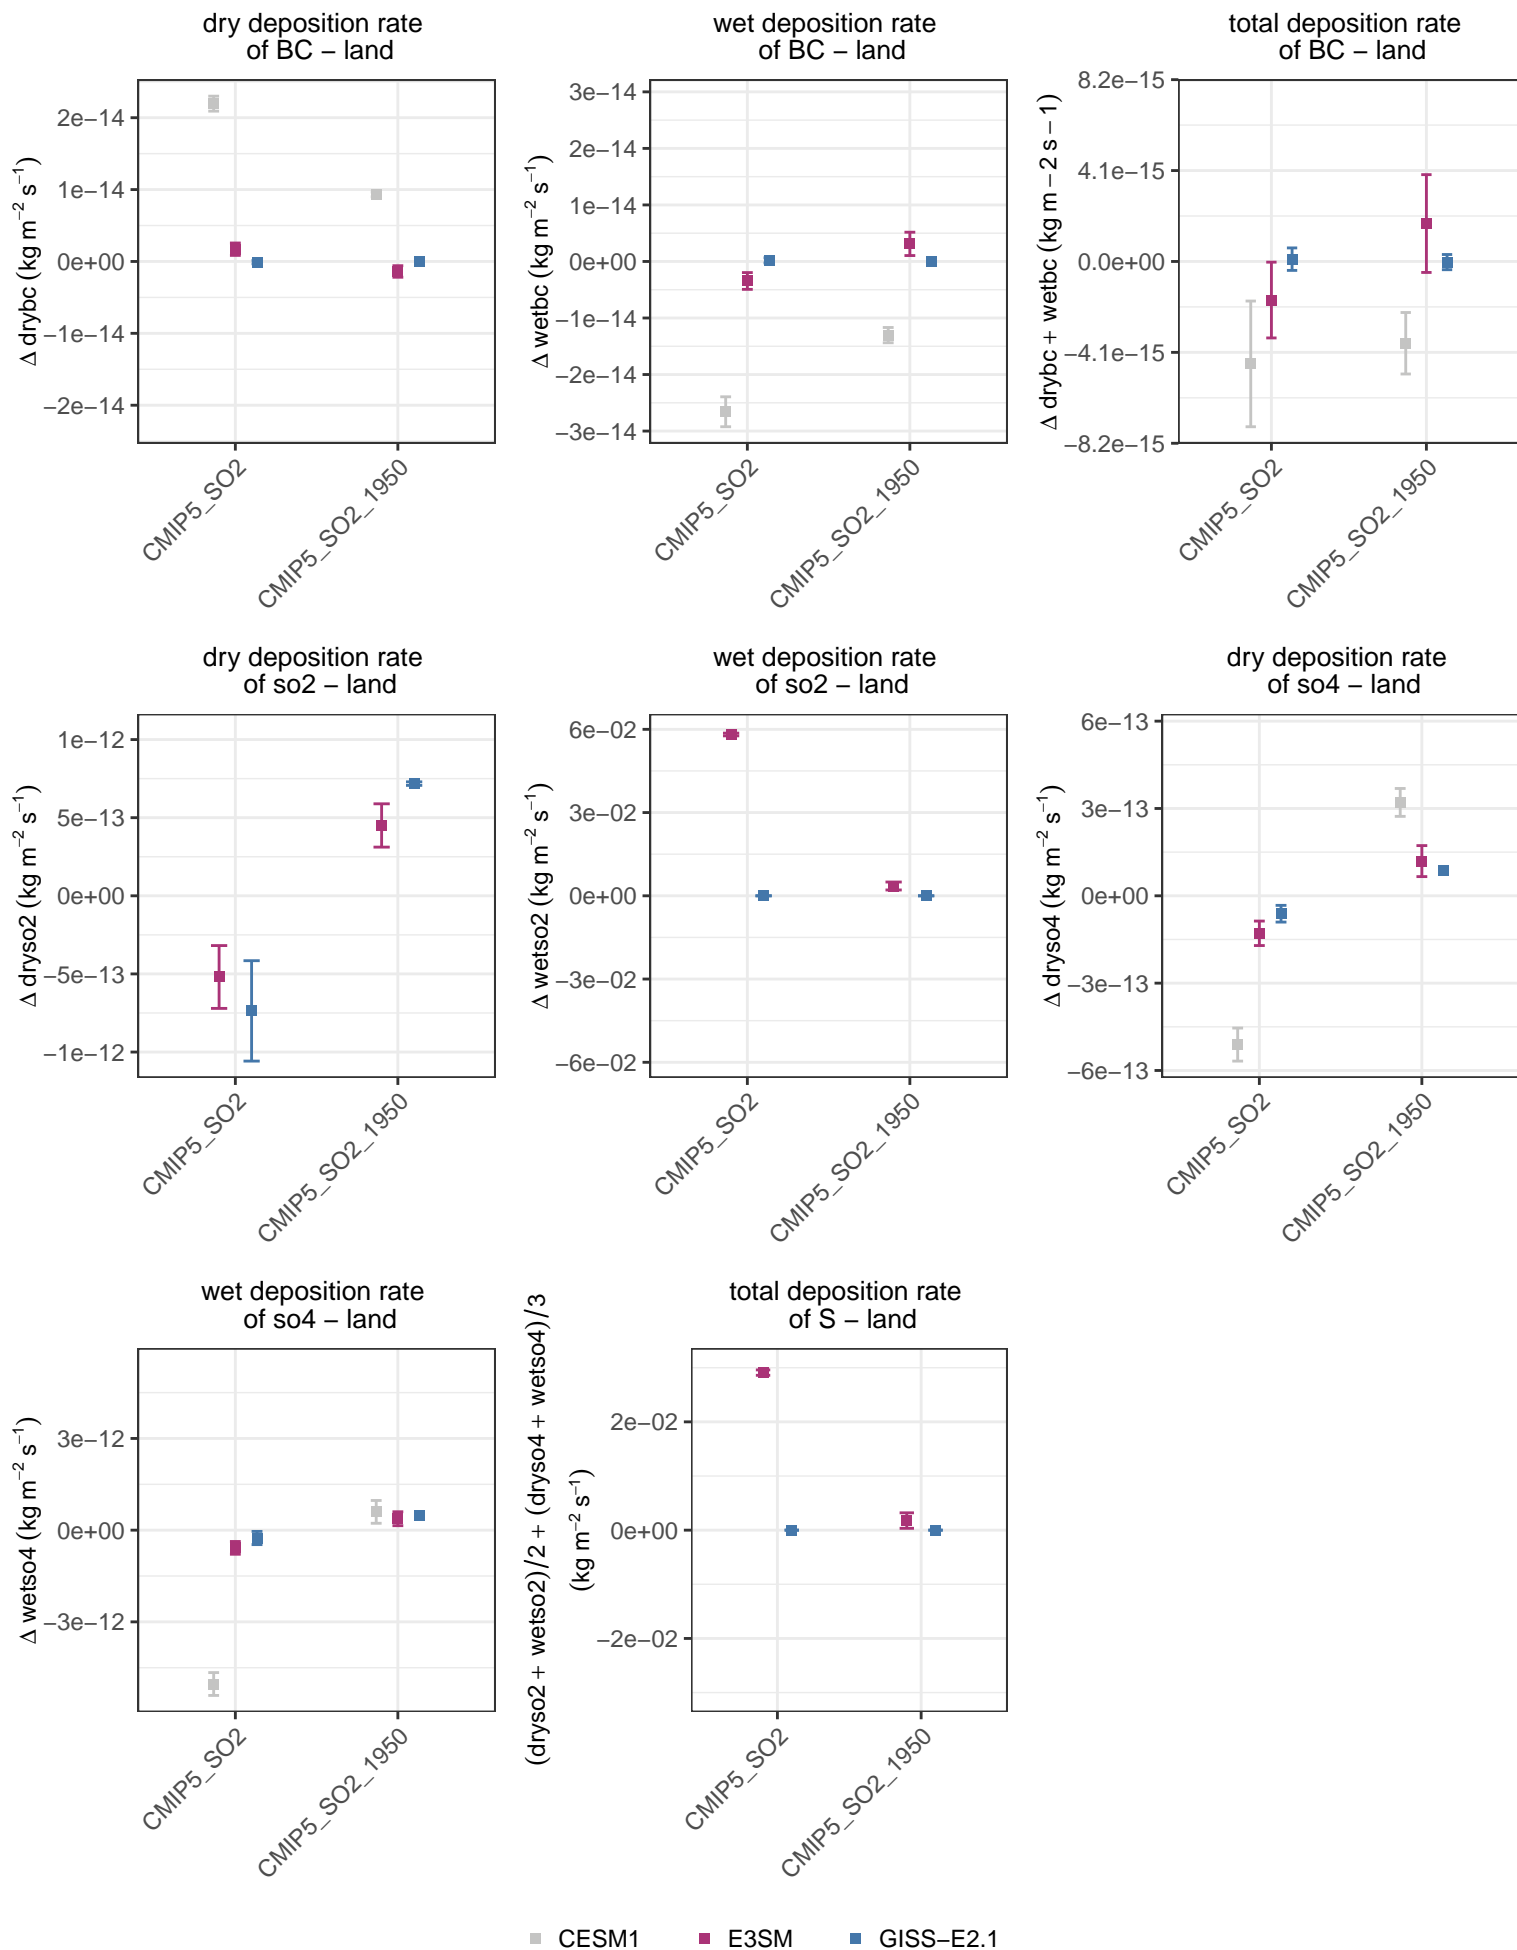 dry deposition rate
of BC – land
Δ drybc (kg m⁻² s⁻¹)
2e−14
1e−14
0e+00
−1e−14
−2e−14
CMIP5_SO2
CMIP5_SO2_1950
wet deposition rate
of BC – land
Δ wetbc (kg m⁻² s⁻¹)
3e−14
2e−14
1e−14
0e+00
−1e−14
−2e−14
−3e−14
CMIP5_SO2
CMIP5_SO2_1950
total deposition rate
of BC – land
Δ drybc + wetbc (kg m − 2 s − 1)
8.2e−15
4.1e−15
0.0e+00
−4.1e−15
−8.2e−15
CMIP5_SO2
CMIP5_SO2_1950
dry deposition rate
of so2 – land
Δ dryso2 (kg m⁻² s⁻¹)
1e−12
5e−13
0e+00
−5e−13
−1e−12
CMIP5_SO2
CMIP5_SO2_1950
wet deposition rate
of so2 – land
Δ wetso2 (kg m⁻² s⁻¹)
6e−02
3e−02
0e+00
−3e−02
−6e−02
CMIP5_SO2
CMIP5_SO2_1950
dry deposition rate
of so4 – land
Δ dryso4 (kg m⁻² s⁻¹)
6e−13
3e−13
0e+00
−3e−13
−6e−13
CMIP5_SO2
CMIP5_SO2_1950
wet deposition rate
of so4 – land
Δ wetso4 (kg m⁻² s⁻¹)
3e−12
0e+00
−3e−12
CMIP5_SO2
CMIP5_SO2_1950
total deposition rate
of S – land
(dryso2 + wetso2)/2 + (dryso4 + wetso4)/3
(kg m⁻² s⁻¹)
2e−02
0e+00
−2e−02
CMIP5_SO2
CMIP5_SO2_1950
CESM1
E3SM
GISS−E2.1